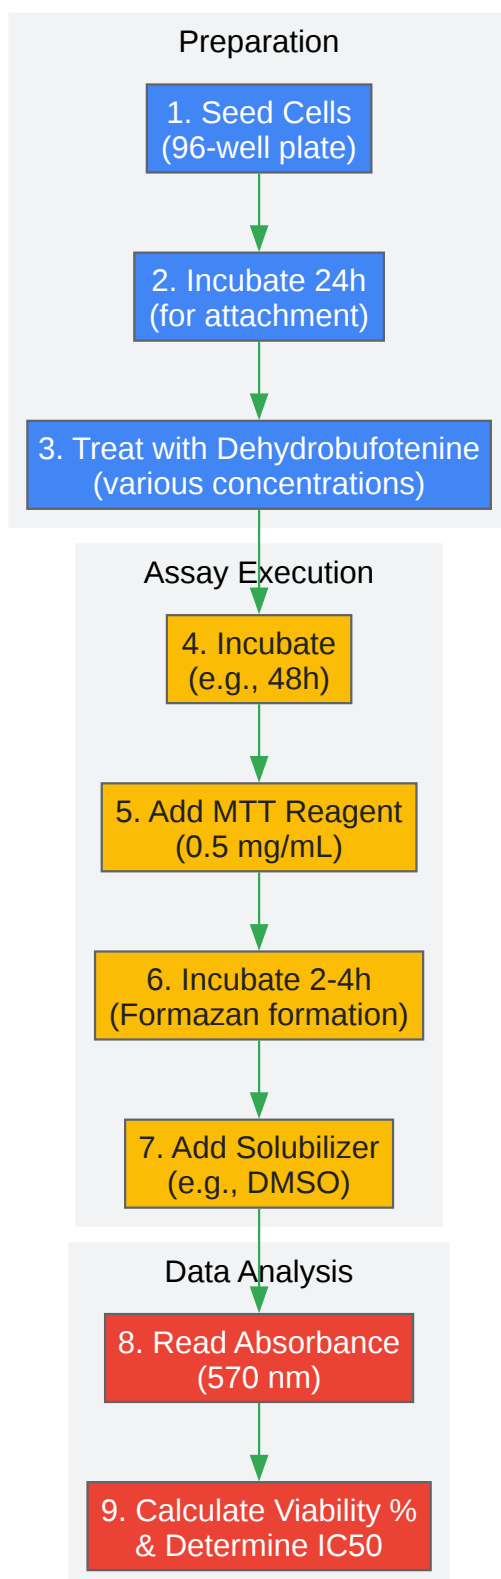 Preparation
1. Seed Cells
(96-well plate)
2. Incubate 24h
(for attachment)
3. Treat with Dehydrobufotenine
(various concentrations)
Assay Execution
4. Incubate
(e.g., 48h)
5. Add MTT Reagent
(0.5 mg/mL)
6. Incubate 2-4h
(Formazan formation)
7. Add Solubilizer
(e.g., DMSO)
Data Analysis
8. Read Absorbance
(570 nm)
9. Calculate Viability %
& Determine IC50